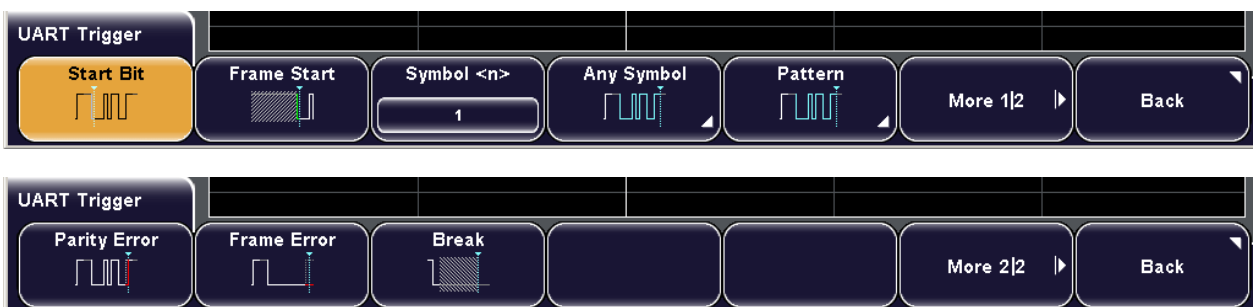 UART Trigger
Start Bit
Frame Start
Symbol <n>
1
Any Symbol
Pattern
More 1|2
Back
UART Trigger
Parity Error
Frame Error
Break
More 2|2
Back